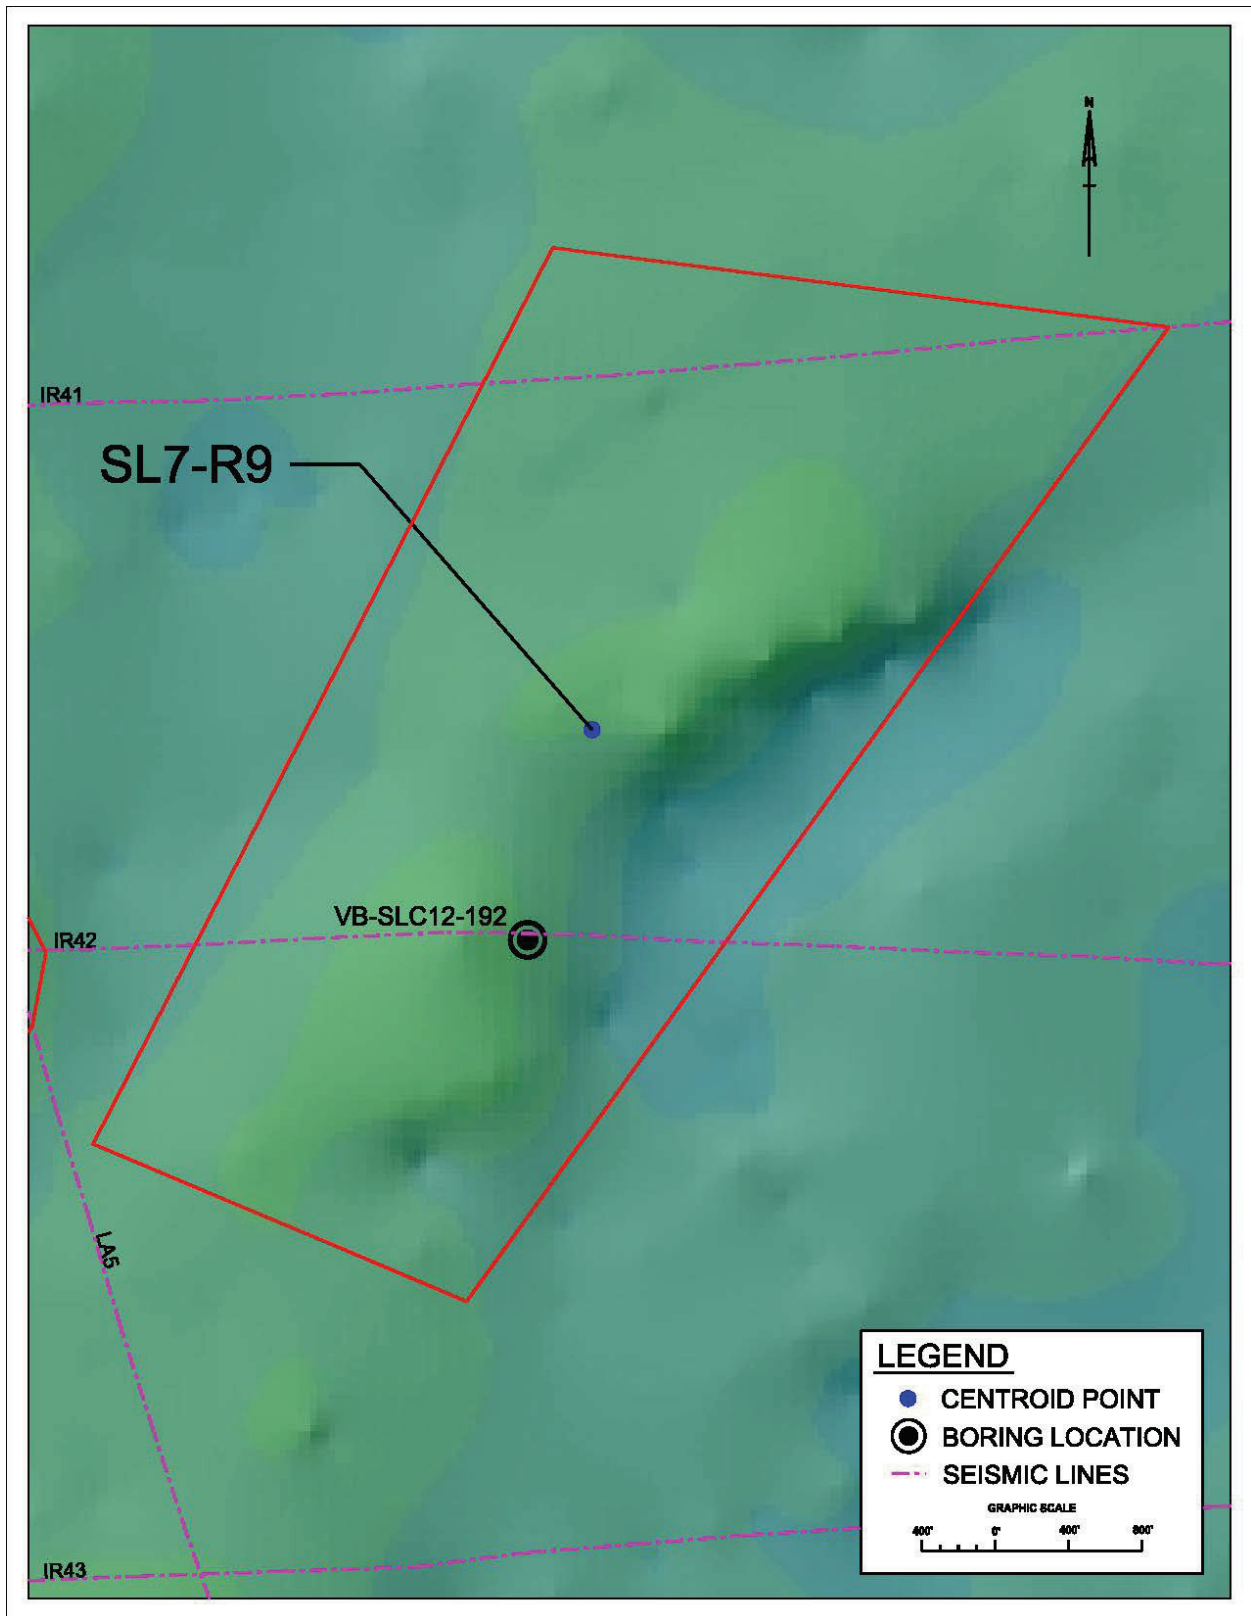 N
IR41
SL7-R9
VB-SLC12-192
IR42
LA5
LEGEND
CENTROID POINT
BORING LOCATION
SEISMIC LINES
GRAPHIC SCALE
400' 0' 400' 800'
IR43